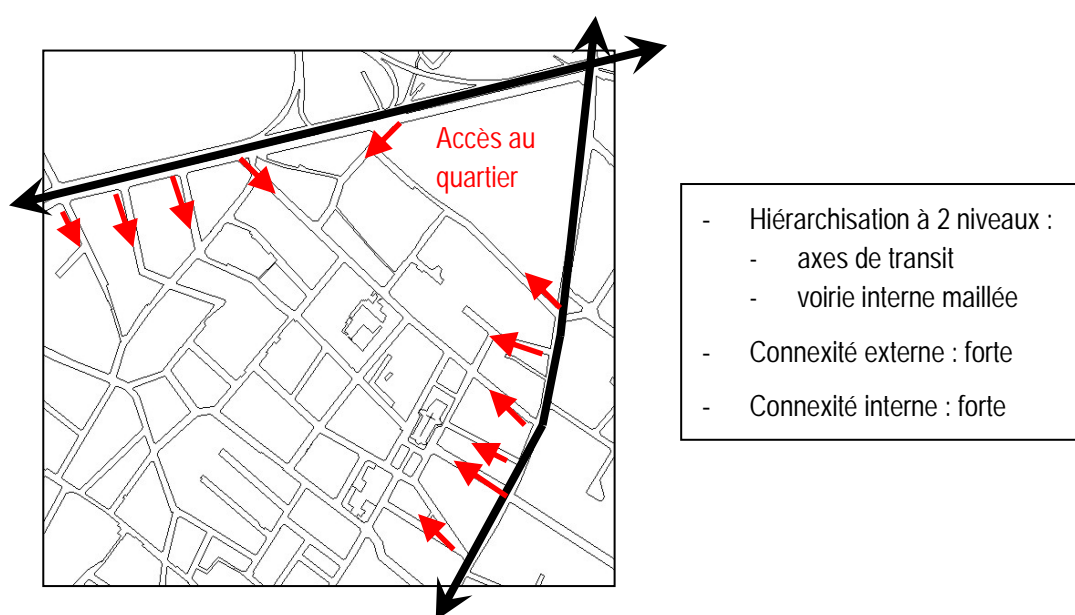 Accès au
quartier
- Hiérarchisation à 2 niveaux :
- axes de transit
- voirie interne maillée
- Connexité externe : forte
- Connexité interne : forte